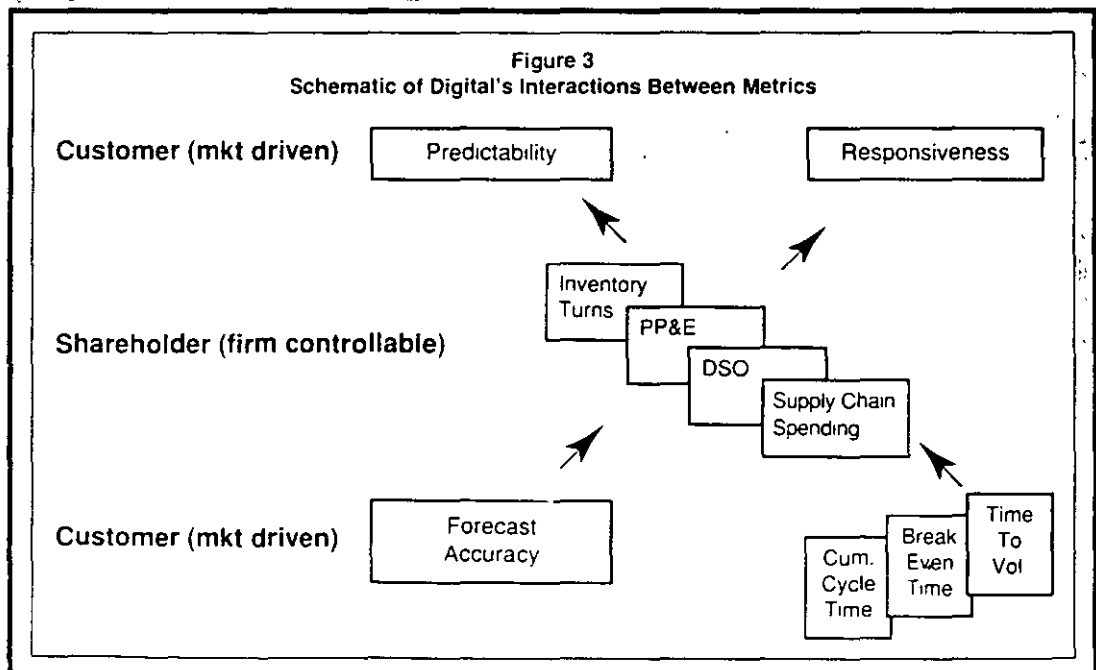 Figure 3
Schematic of Digital's Interactions Between Metrics
Customer (mkt driven)
Predictability
Responsiveness
Inventory
Turns
PP&E
Shareholder (firm controllable)
DSO
Supply Chain
Spending
Customer (mkt driven)
Forecast
Accuracy
Cum.
Cycle
Time
Break
Even
Time
Time
To
Vol